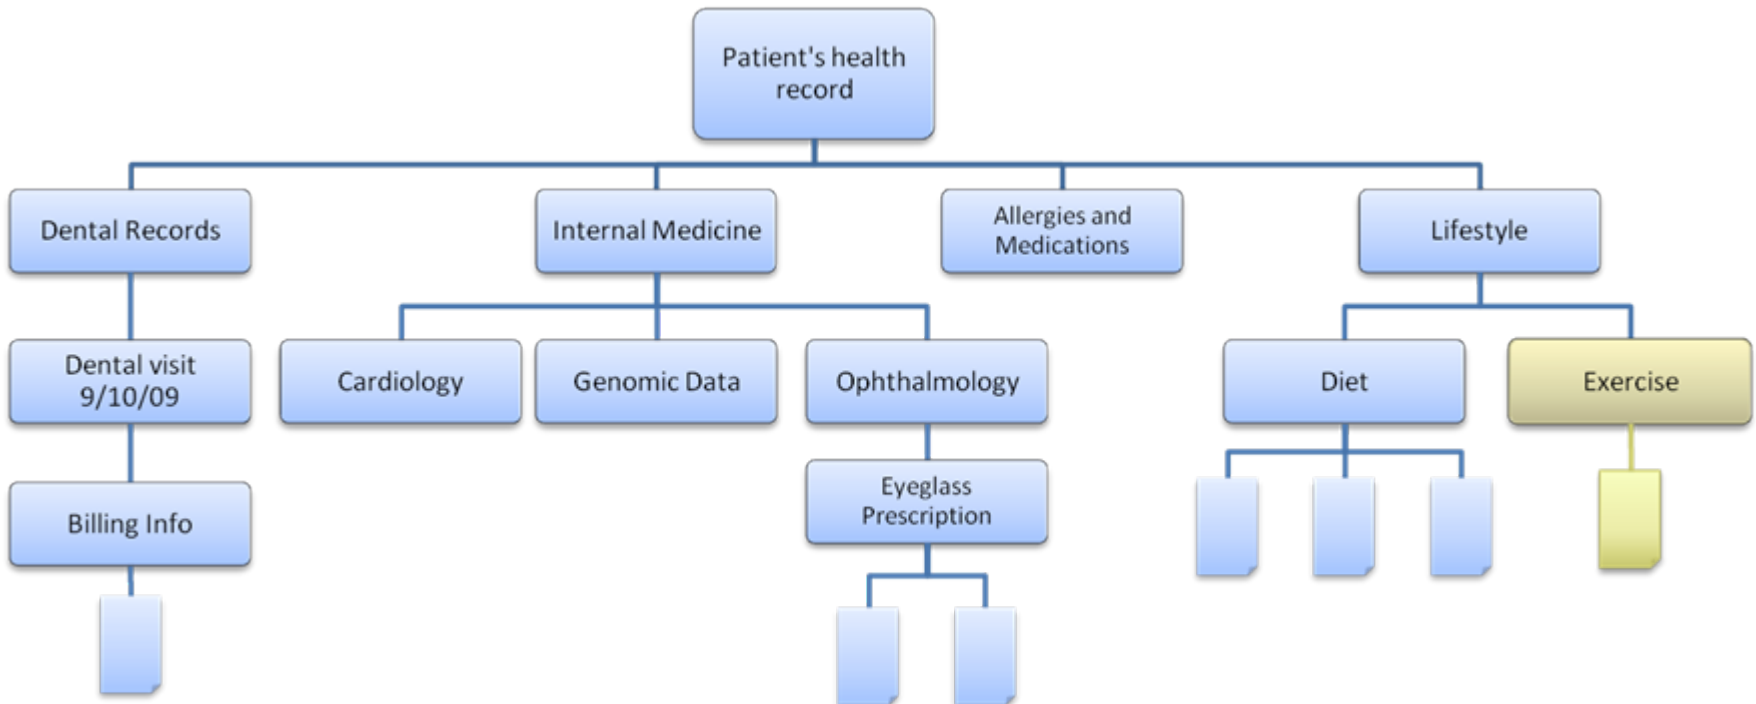 Patient's health
record
Dental Records
Internal Medicine
Allergies and
Medications
Lifestyle
Dental visit
9/10/09
Cardiology
Genomic Data
Ophthalmology
Diet
Exercise
Billing Info
Eyeglass
Prescription